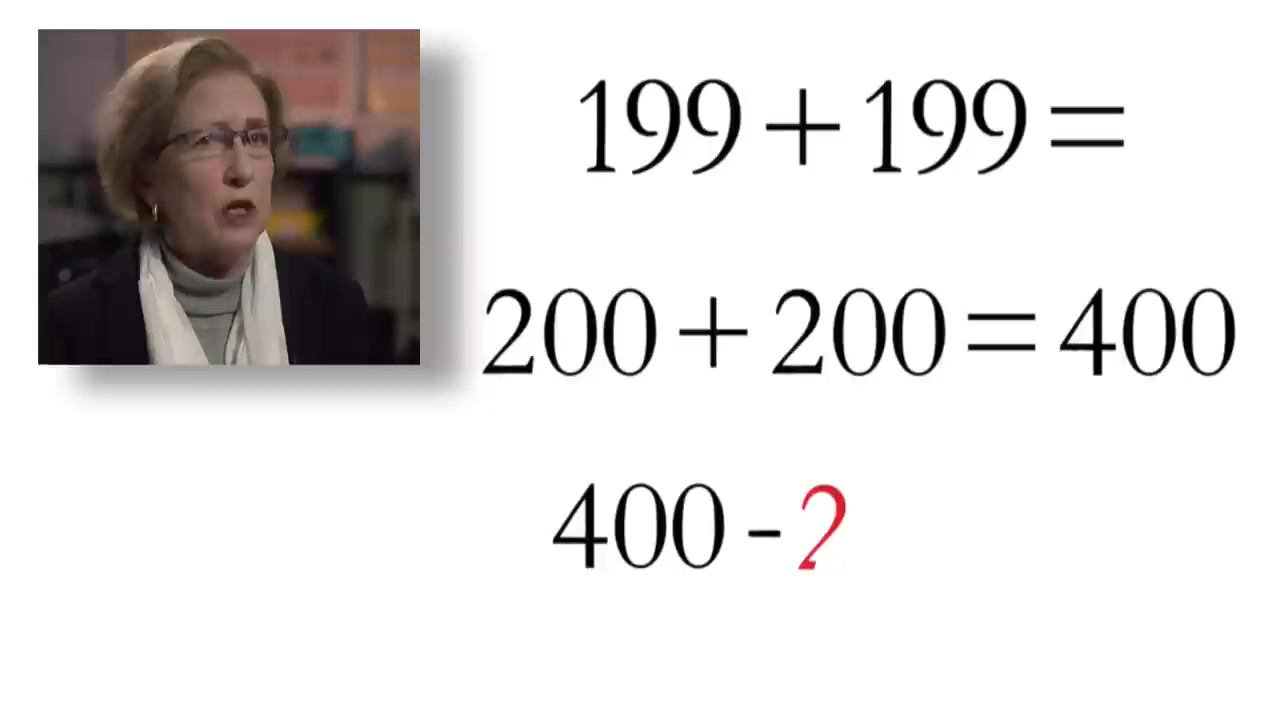 199 + 199 =
200 + 200 = 400
400 - 2